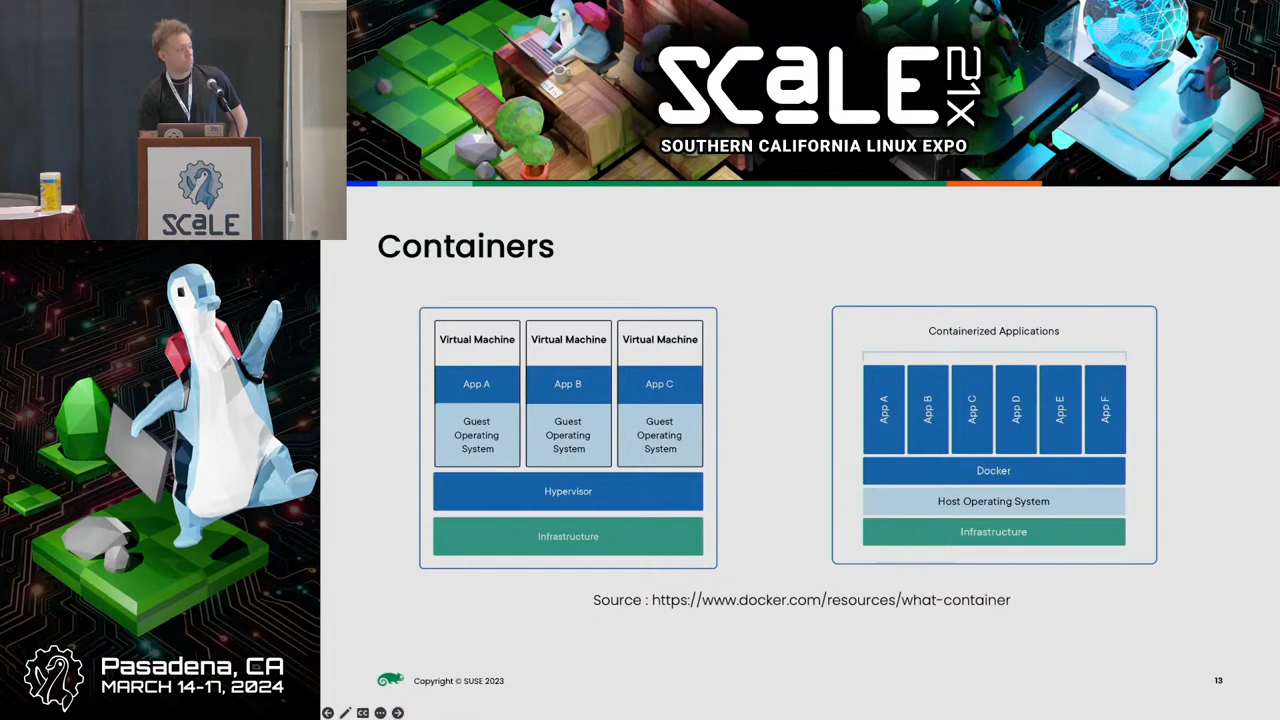 SCALE
21X
SOUTHERN CALIFORNIA LINUX EXPO
SCALE
Containers
Virtual Machine
Virtual Machine
Virtual Machine
App A
App B
App C
Guest
Operating
System
Guest
Operating
System
Guest
Operating
System
Hypervisor
Infrastructure
Containerized Applications
App A
App B
App C
App D
App E
App F
Docker
Host Operating System
Infrastructure
Source : https://www.docker.com/resources/what-container
Pasadena, CA
MARCH 14-17, 2024
Copyright © SUSE 2023
13
CC